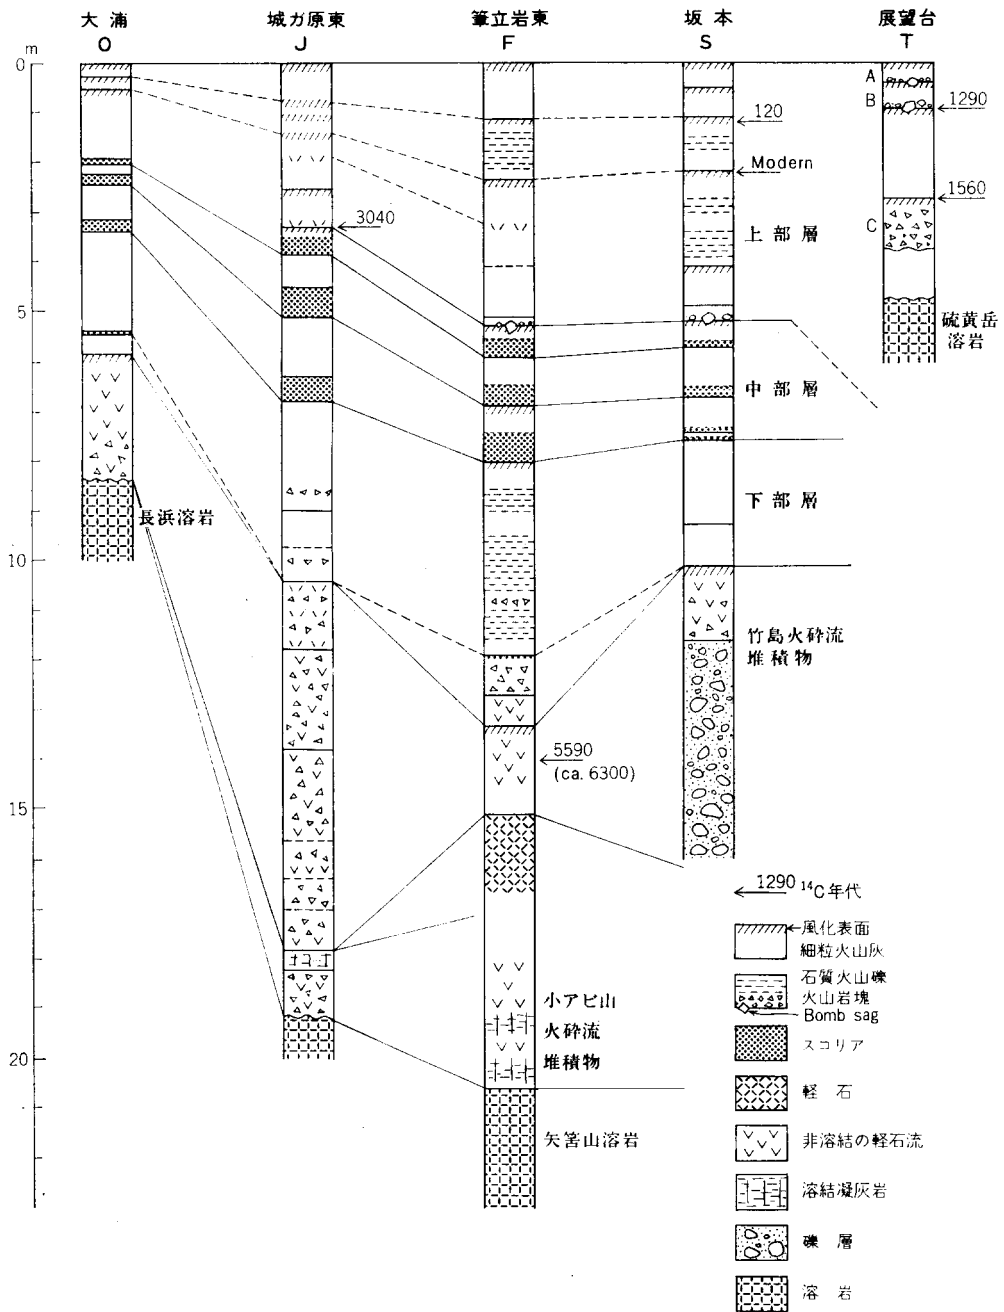 大浦 城ガ原東 筆立岩東 坂本 展望台
O J F S T
m
0
5
10
15
20
A
B
1290
120
Modern
1560
3040
上部層
C
硫黄岳
溶岩
中部層
長浜溶岩
下部層
竹島火砕流
堆積物
5590
(ca. 6300)
1290 ¹⁴C年代
風化表面
細粒火山灰
石質火山礫
火山岩塊
Bomb sag
スコリア
軽石
非溶結の軽石流
溶結凝灰岩
礫層
溶岩
小アビ山
火砕流
堆積物
矢筈山溶岩